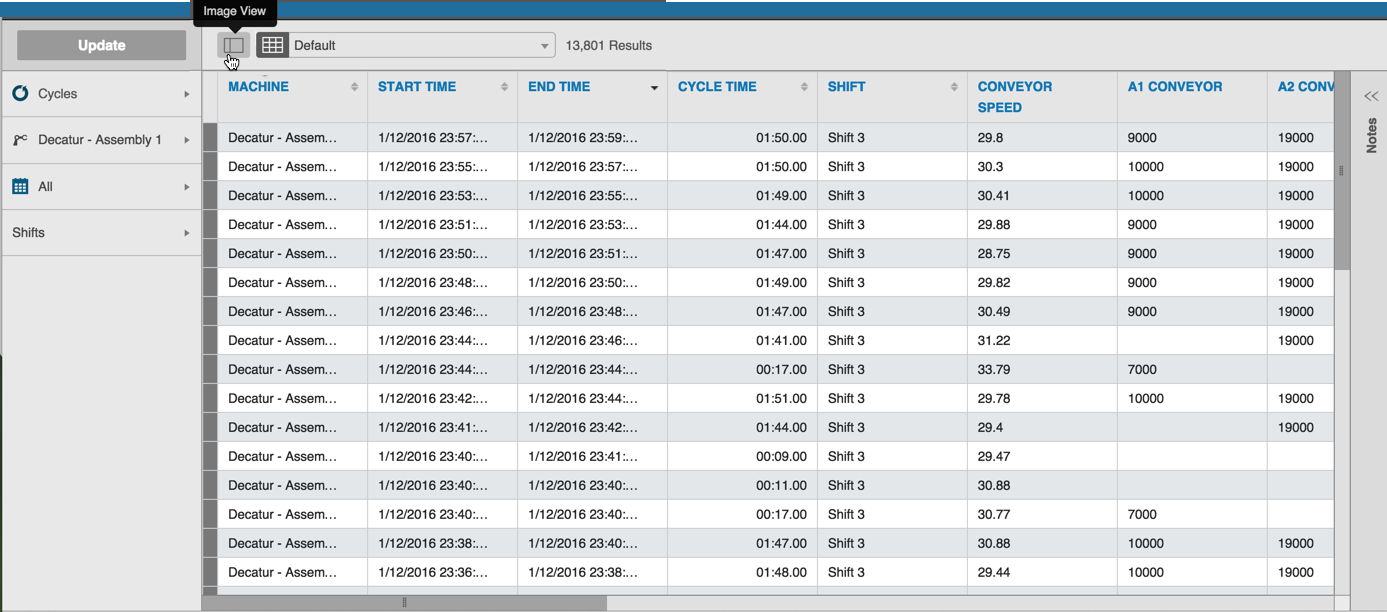 Image View
Update
Default
13,801 Results
Cycles
Decatur - Assembly 1
All
Shifts
MACHINE START TIME END TIME CYCLE TIME SHIFT CONVEYOR SPEED A1 CONVEYOR A2 CONV
Decatur - Assem... 1/12/2016 23:57:... 1/12/2016 23:59:... 01:50.00 Shift 3 29.8 9000 19000
Decatur - Assem... 1/12/2016 23:55:... 1/12/2016 23:57:... 01:50.00 Shift 3 30.3 10000 19000
Decatur - Assem... 1/12/2016 23:53:... 1/12/2016 23:55:... 01:49.00 Shift 3 30.41 10000 19000
Decatur - Assem... 1/12/2016 23:51:... 1/12/2016 23:53:... 01:44.00 Shift 3 29.88 9000 19000
Decatur - Assem... 1/12/2016 23:50:... 1/12/2016 23:51:... 01:47.00 Shift 3 28.75 9000 19000
Decatur - Assem... 1/12/2016 23:48:... 1/12/2016 23:50:... 01:49.00 Shift 3 29.82 9000 19000
Decatur - Assem... 1/12/2016 23:46:... 1/12/2016 23:48:... 01:47.00 Shift 3 30.49 9000 19000
Decatur - Assem... 1/12/2016 23:44:... 1/12/2016 23:46:... 01:41.00 Shift 3 31.22 19000
Decatur - Assem... 1/12/2016 23:44:... 1/12/2016 23:44:... 00:17.00 Shift 3 33.79 7000
Decatur - Assem... 1/12/2016 23:42:... 1/12/2016 23:44:... 01:51.00 Shift 3 29.78 10000 19000
Decatur - Assem... 1/12/2016 23:41:... 1/12/2016 23:42:... 01:44.00 Shift 3 29.4 19000
Decatur - Assem... 1/12/2016 23:40:... 1/12/2016 23:41:... 00:09.00 Shift 3 29.47
Decatur - Assem... 1/12/2016 23:40:... 1/12/2016 23:40:... 00:11.00 Shift 3 30.88
Decatur - Assem... 1/12/2016 23:40:... 1/12/2016 23:40:... 00:17.00 Shift 3 30.77 7000
Decatur - Assem... 1/12/2016 23:38:... 1/12/2016 23:40:... 01:47.00 Shift 3 30.88 10000 19000
Decatur - Assem... 1/12/2016 23:36:... 1/12/2016 23:38:... 01:48.00 Shift 3 29.44 10000 19000
Notes